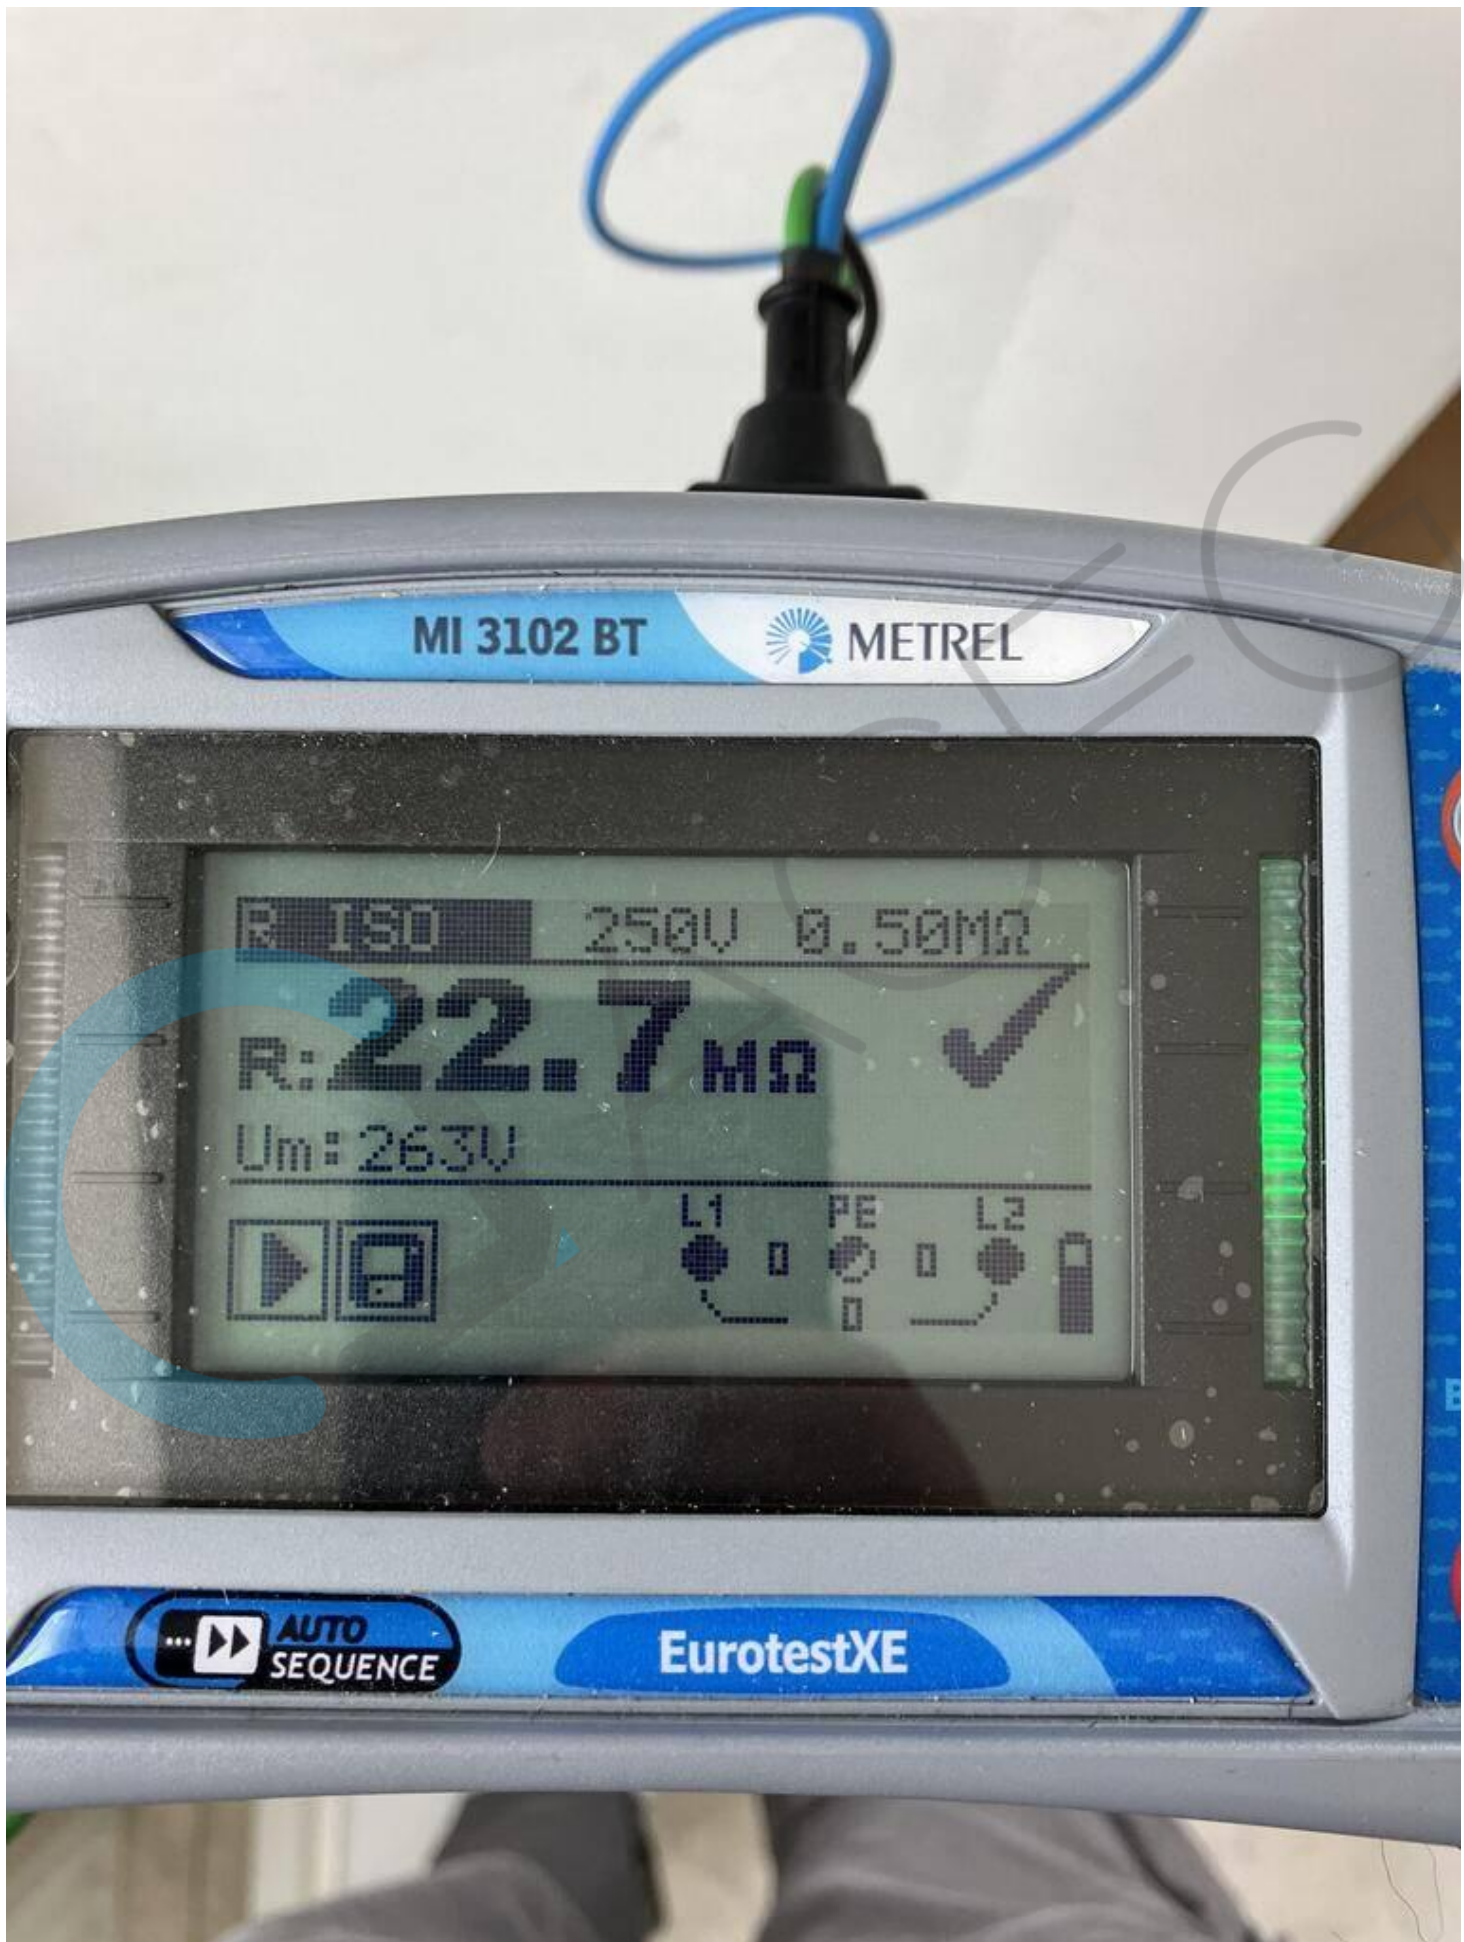 MI 3102 BT METREL
R ISO 250V 0.50MΩ
R:22.7MΩ
Um:263V
L1 PE L2
AUTO
SEQUENCE
EurotestXE